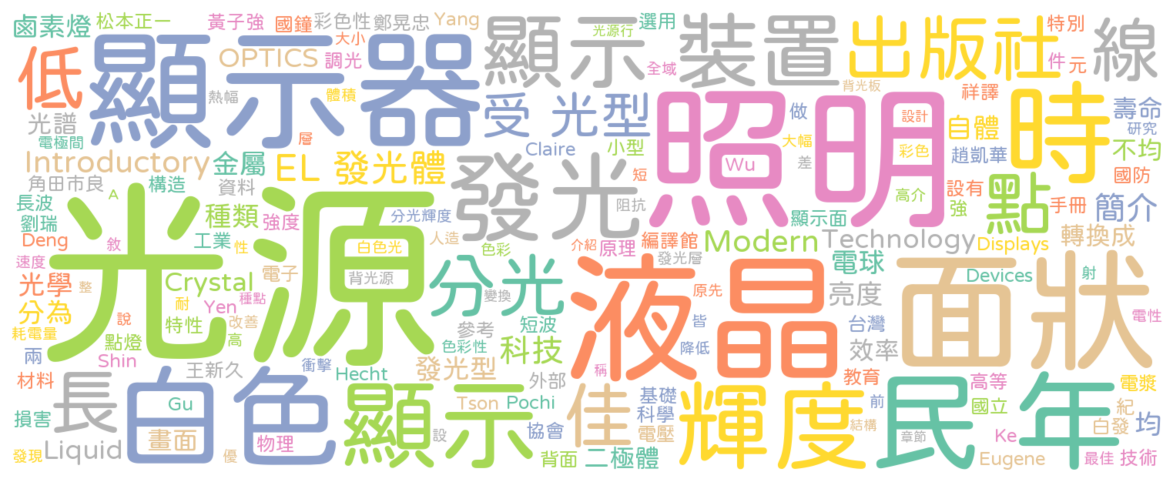 鹵素燈 松本正一 黃子強 國鐘 彩色性 鄭晃忠 Yang 光源行 選用 特別
低 顯示器 OPTICS 大小 調光 顯示 裝置 全域 出版社 件 元 線
光譜 熱幅 體積 受光型 背光板 祥譯 時 壽命
電極間 層 做 設計 自體 研究
Introductory 金屬 EL 發光體 Claire 小型 照明 大幅 彩色 趙凱華 不均
角田市良 構造 資料 發光 短 Wu 差 高介 設有 國防
長波 A 種類 強度 分光輝度 阻抗 顯示面 強 點 手冊 簡介
劉瑞 光源 白色光 人造 色彩 介紹 原理 編譯館 Modern Technology Displays 轉換成
Deng 工業 性 敘
速度 光學 整 Crystal 電子 背光源 分光 發光層 液晶 原先 電球 Devices 射
分為 耐 Yen 種點 變換 亮度 面狀 電性
耗電量 說 特性 改善 參考 短波 皆 台灣
兩 點燈 高 色彩性 科技 降低 效率
Shin 王新久 衝擊 Hecht 發光型 外部 稱 教育 高等 電漿
材料 長 白色 顯示 Tson Pochi 佳 基礎 輝度 前 民 國立 年 紀
損害 Gu 協會 科學 白發 均
畫面 物理 設 電壓 結構 章節 Ke
發現 Liquid 優 背面 二極體 Eugene 最佳 技術